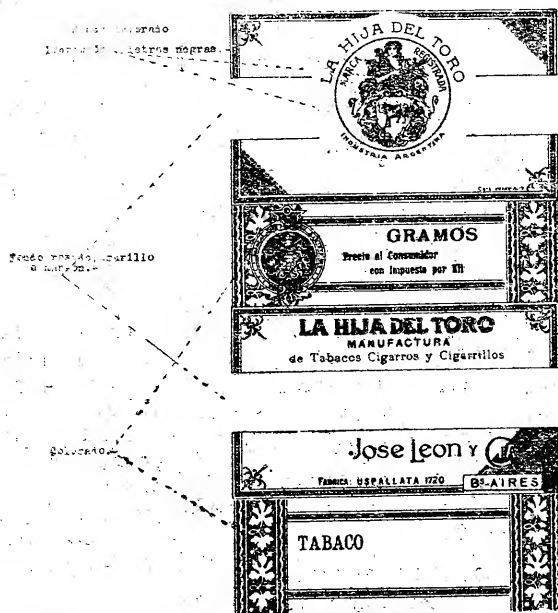 letras negras.
LA HIJA DEL TORO
MARCA REGISTRADA
INDUSTRIA ARGENTINA
GRAMOS
Precio al Consumidor
con Impuesto por Kº
LA HIJA DEL TORO
MANUFACTURA
de Tabacos Cigarros y Cigarrillos
Fondo rosado, amarillo
o marrón.-
Colorado.-
Jose Leon Y
FABRICA: USPALLATA 1720 Bˢ-AIRES
TABACO